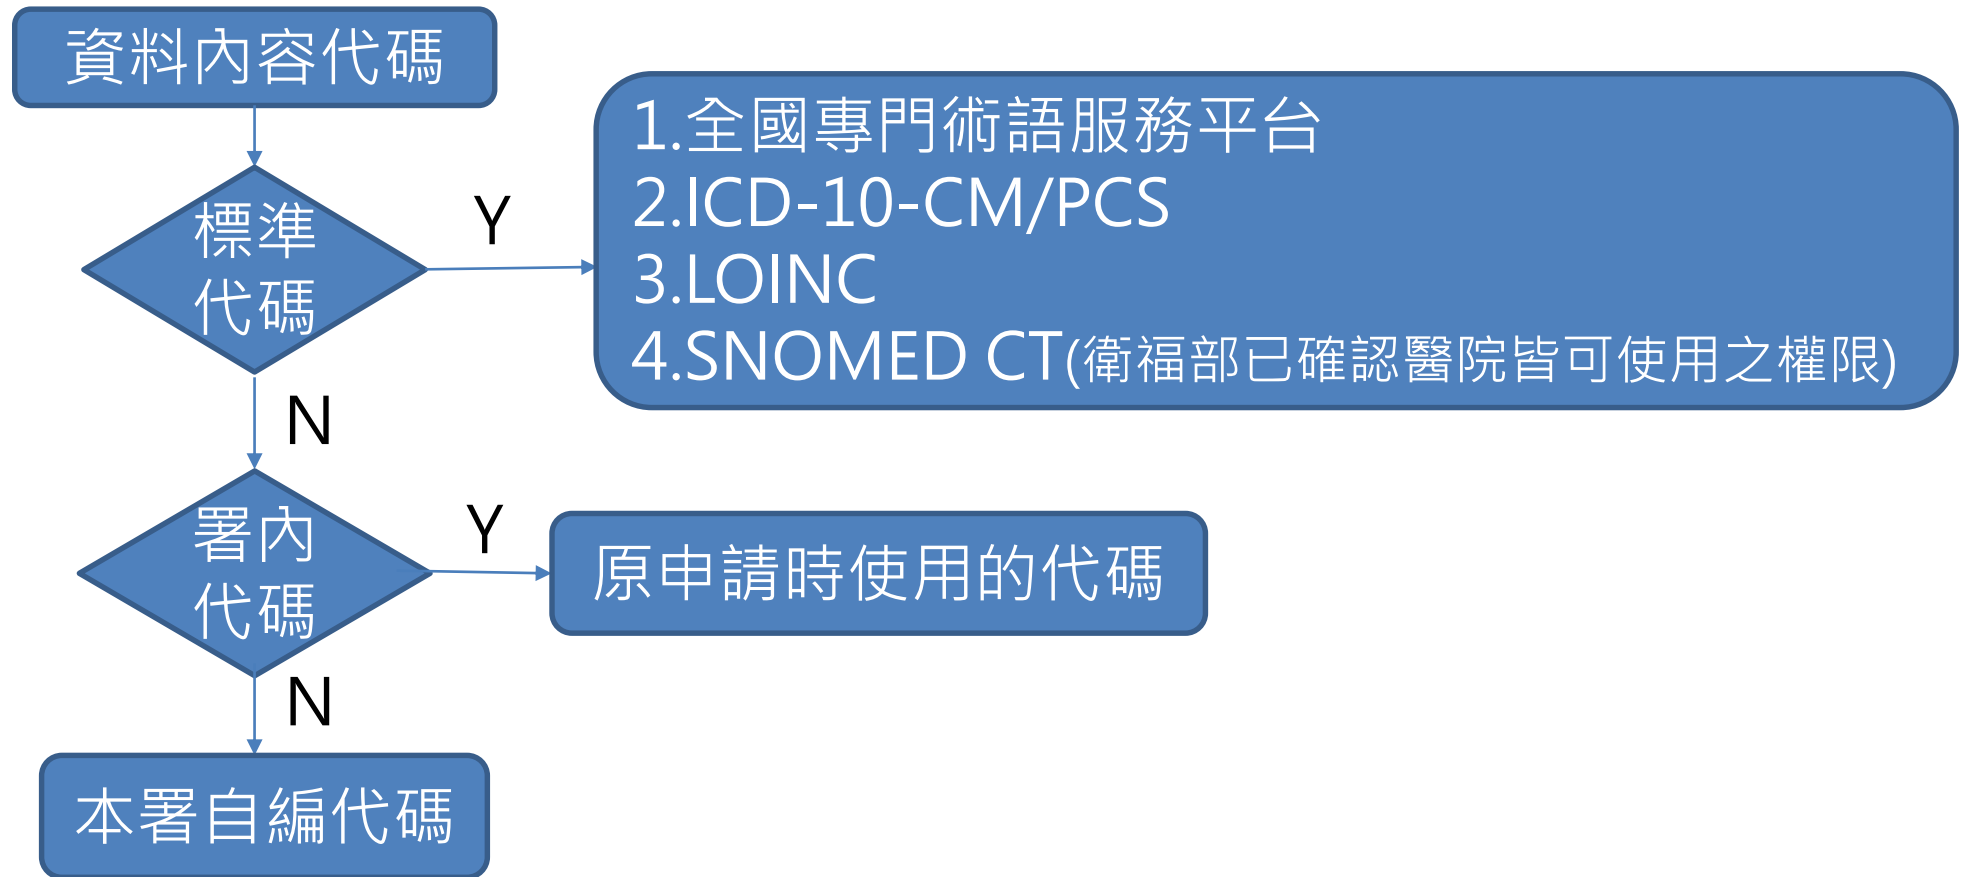 資料內容代碼
標準
代碼
Y
1.全國專門術語服務平台
2.ICD-10-CM/PCS
3.LOINC
4.SNOMED CT(衛福部已確認醫院皆可使用之權限)
N
署內
代碼
Y
原申請時使用的代碼
N
本署自編代碼